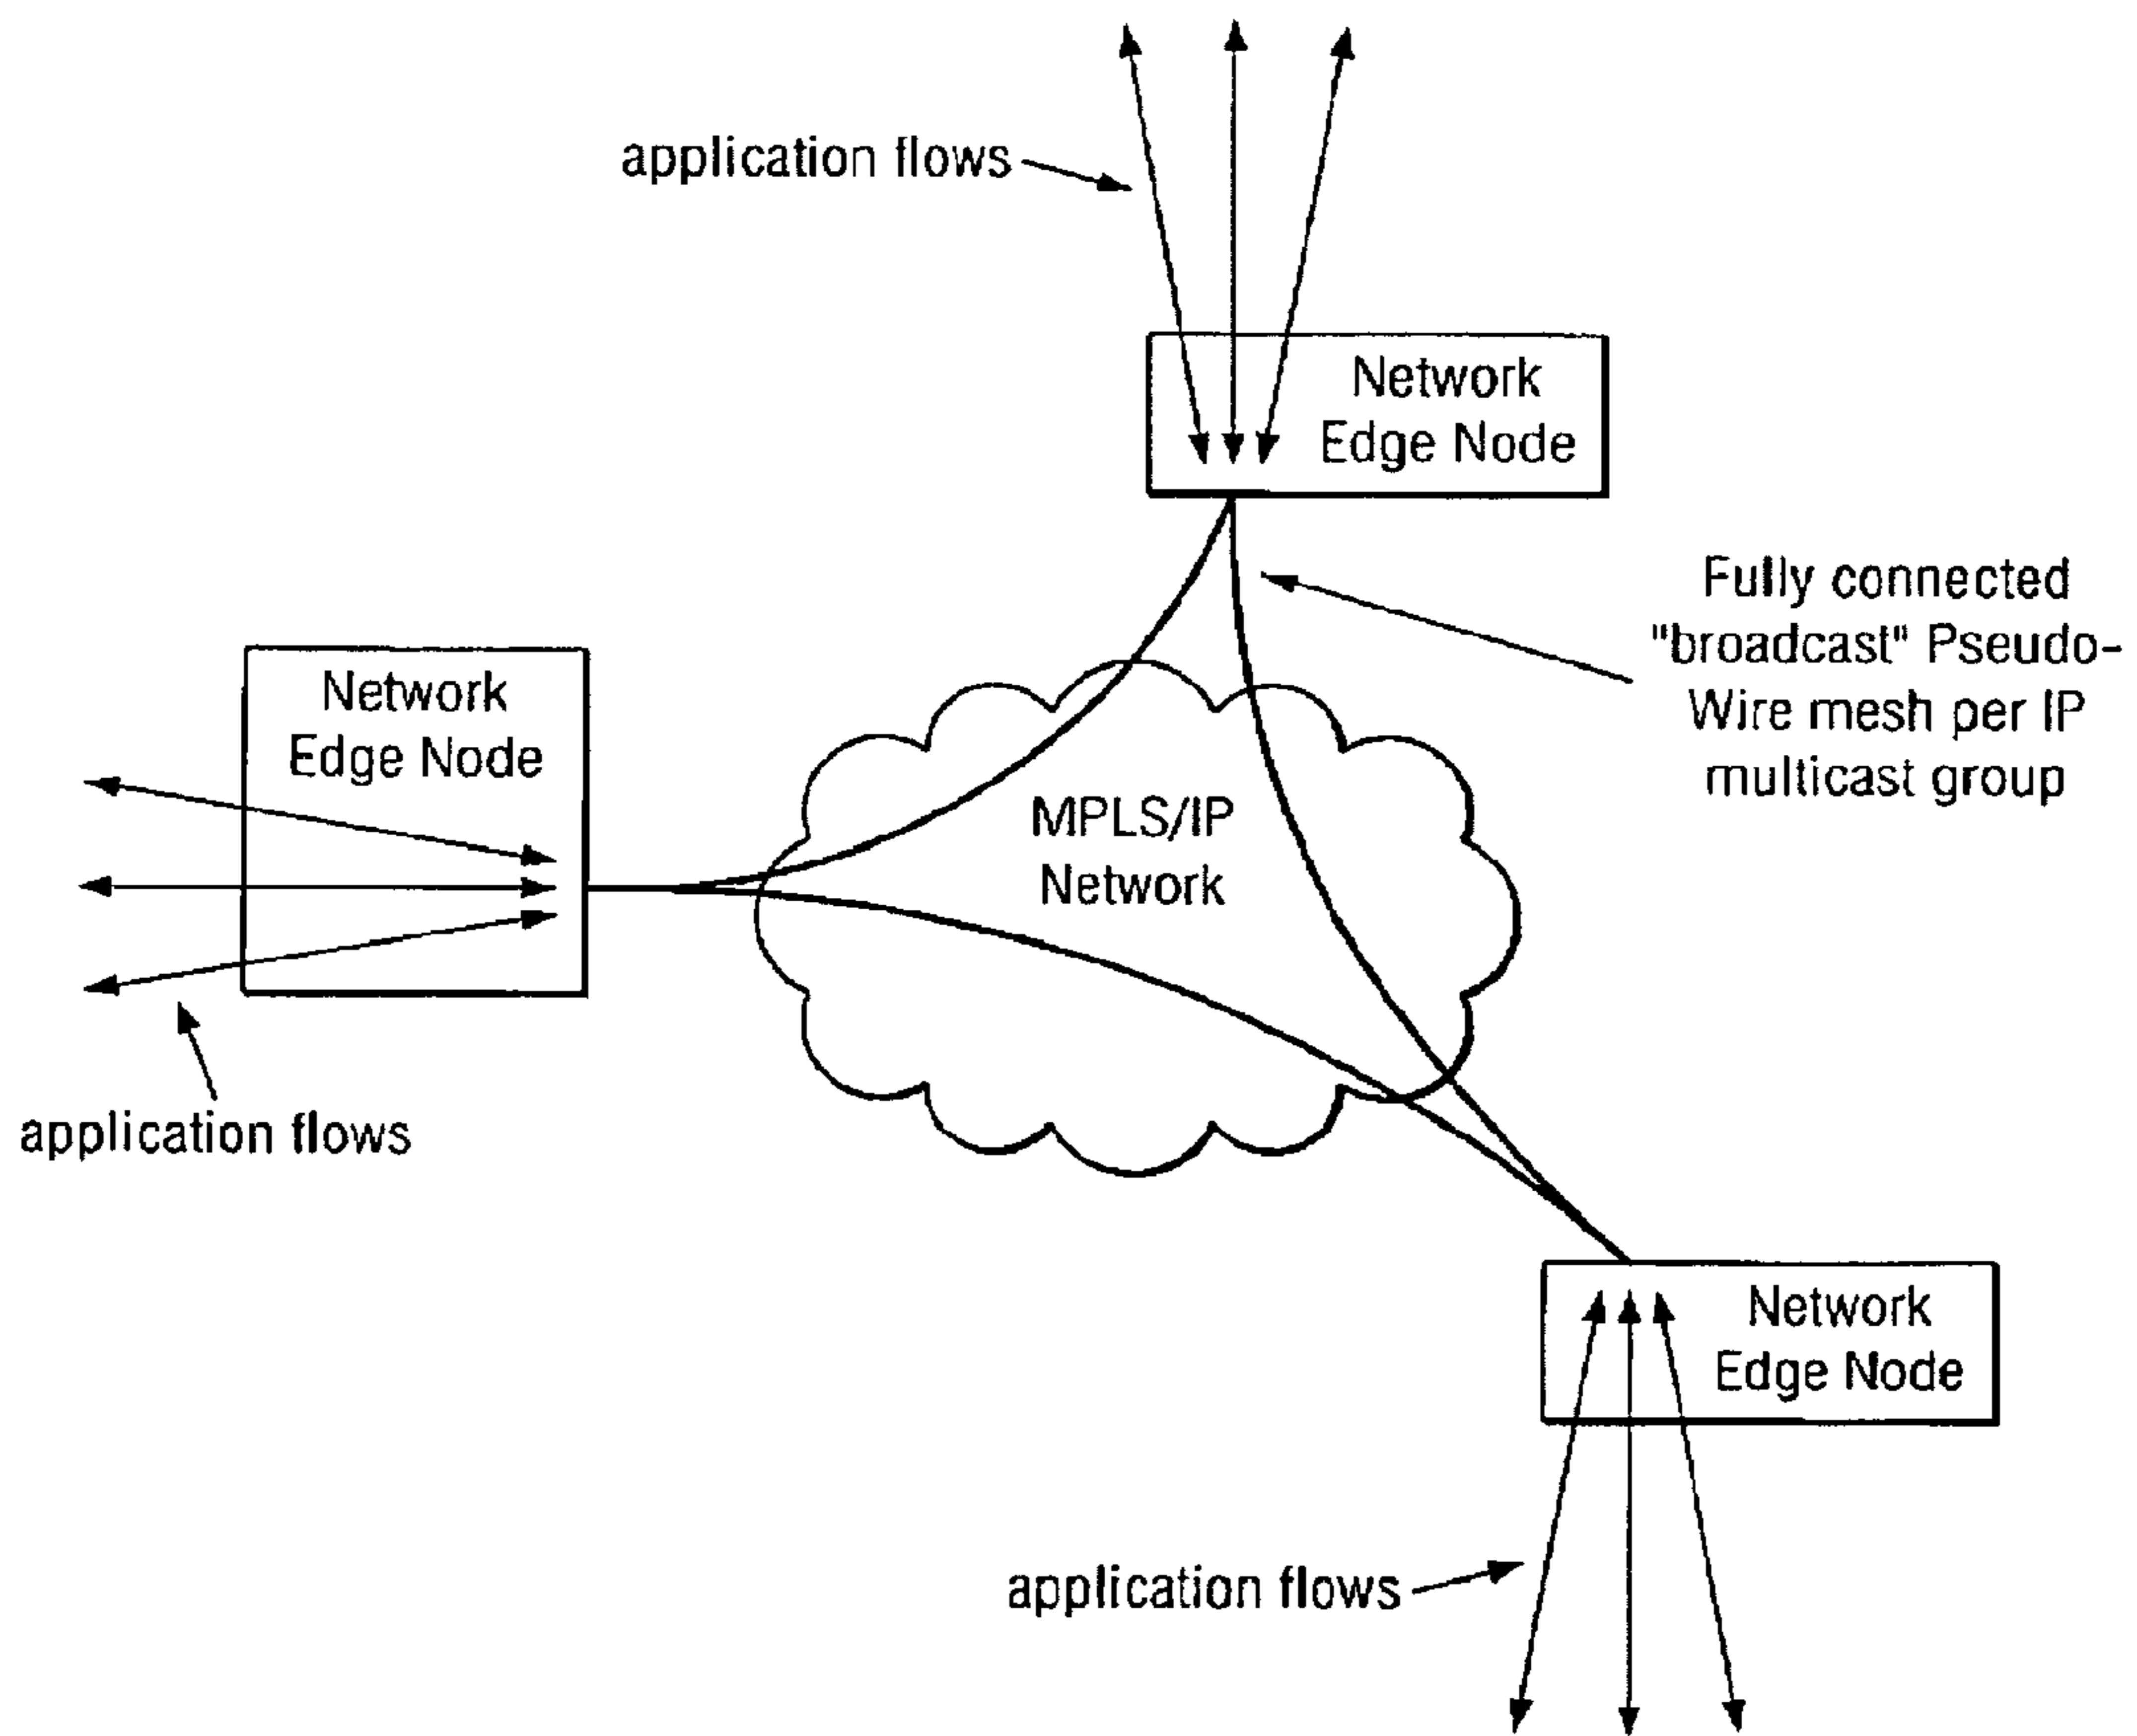 application flows
Network
Edge Node
Fully connected
"broadcast" Pseudo-
Wire mesh per IP
multicast group
Network
Edge Node
MPLS/IP
Network
application flows
Network
Edge Node
application flows